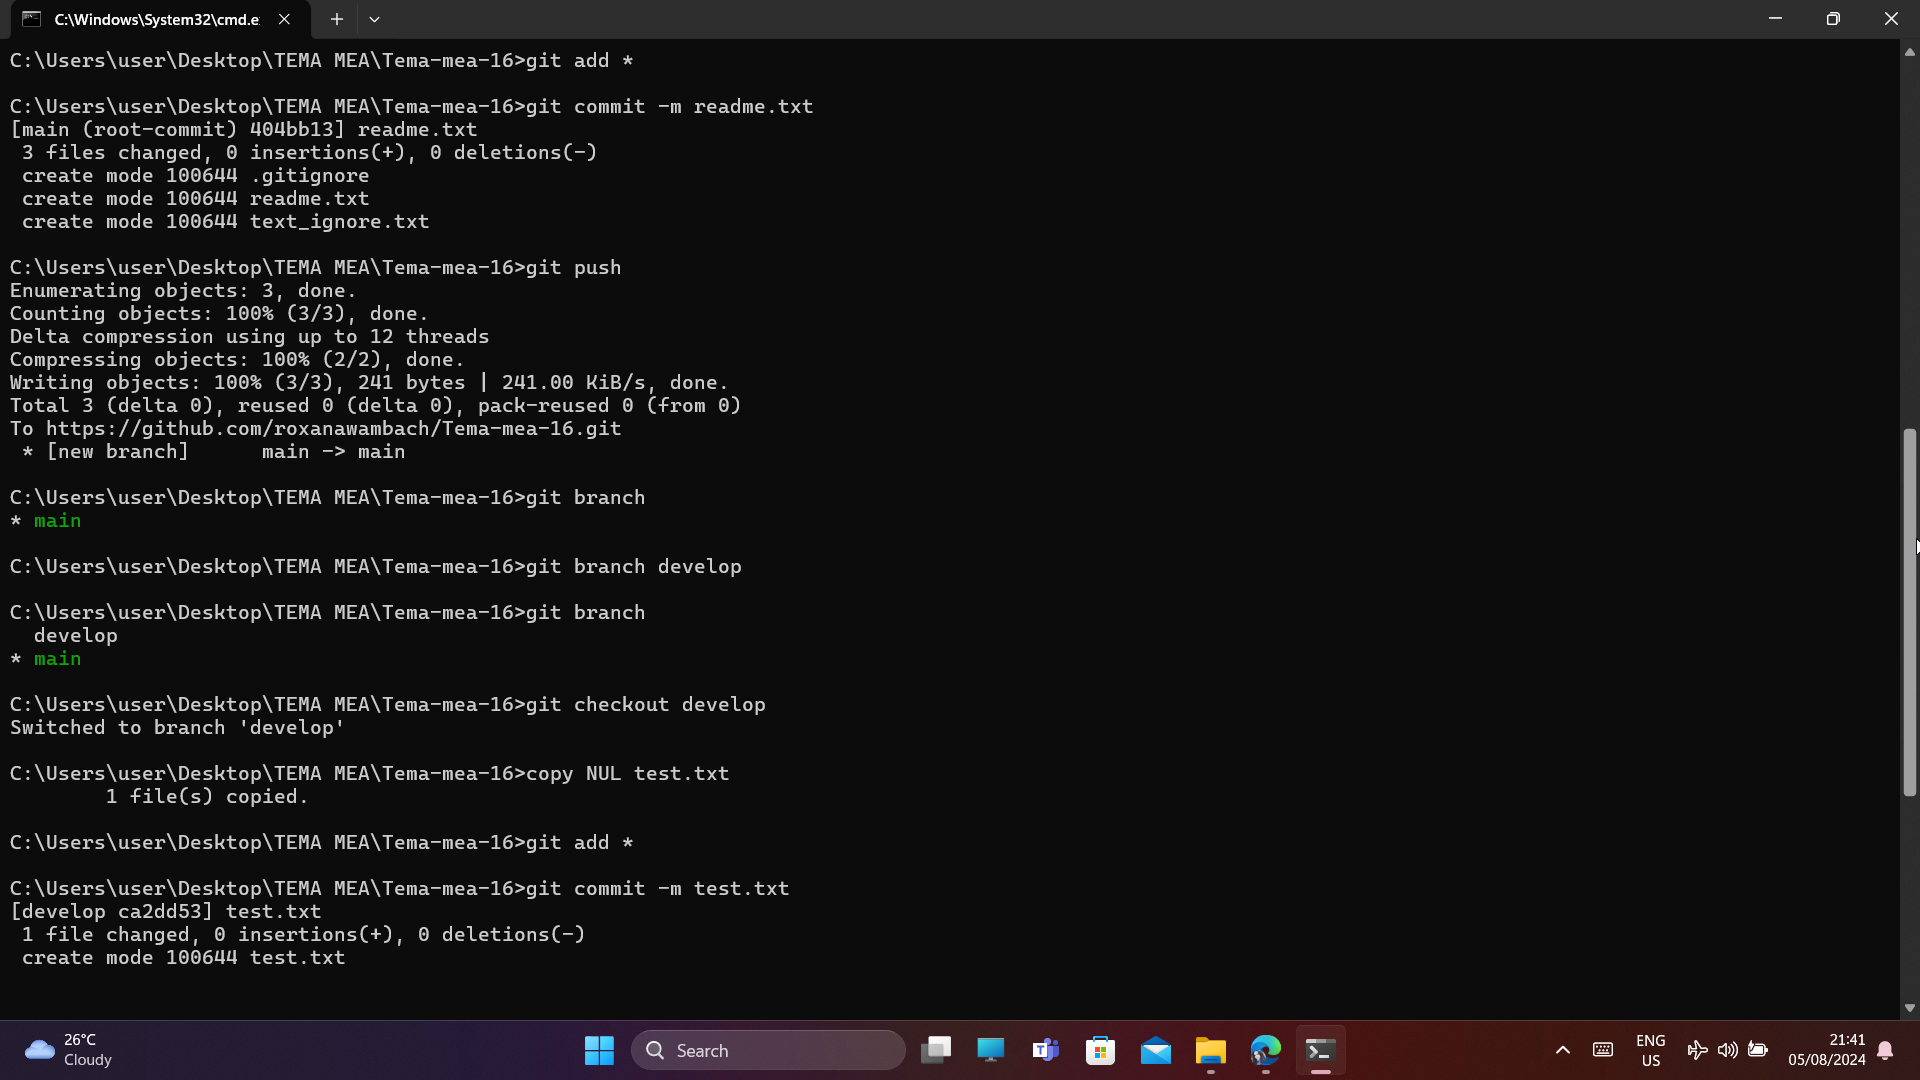 C:\Windows\System32\cmd.e
C:\Users\user\Desktop\TEMA MEA\Tema-mea-16>git add *
C:\Users\user\Desktop\TEMA MEA\Tema-mea-16>git commit -m readme.txt
[main (root-commit) 404bb13] readme.txt
 3 files changed, 0 insertions(+), 0 deletions(-)
 create mode 100644 .gitignore
 create mode 100644 readme.txt
 create mode 100644 text_ignore.txt
C:\Users\user\Desktop\TEMA MEA\Tema-mea-16>git push
Enumerating objects: 3, done.
Counting objects: 100% (3/3), done.
Delta compression using up to 12 threads
Compressing objects: 100% (2/2), done.
Writing objects: 100% (3/3), 241 bytes | 241.00 KiB/s, done.
Total 3 (delta 0), reused 0 (delta 0), pack-reused 0 (from 0)
To https://github.com/roxanawambach/Tema-mea-16.git
 * [new branch]      main -> main
C:\Users\user\Desktop\TEMA MEA\Tema-mea-16>git branch
* main
C:\Users\user\Desktop\TEMA MEA\Tema-mea-16>git branch develop
C:\Users\user\Desktop\TEMA MEA\Tema-mea-16>git branch
  develop
* main
C:\Users\user\Desktop\TEMA MEA\Tema-mea-16>git checkout develop
Switched to branch 'develop'
C:\Users\user\Desktop\TEMA MEA\Tema-mea-16>copy NUL test.txt
        1 file(s) copied.
C:\Users\user\Desktop\TEMA MEA\Tema-mea-16>git add *
C:\Users\user\Desktop\TEMA MEA\Tema-mea-16>git commit -m test.txt
[develop ca2dd53] test.txt
 1 file changed, 0 insertions(+), 0 deletions(-)
 create mode 100644 test.txt
26°C
Cloudy
Search
ENG
US
21:41
05/08/2024